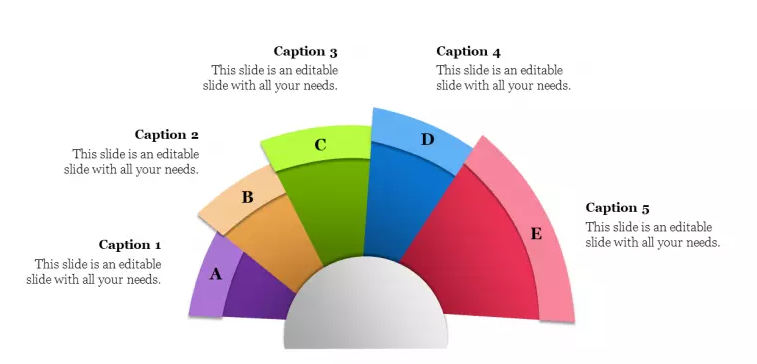 Caption 3
This slide is an editable
slide with all your needs.
Caption 4
This slide is an editable
slide with all your needs.
Caption 2
This slide is an editable
slide with all your needs.
Caption 1
This slide is an editable
slide with all your needs.
Caption 5
This slide is an editable
slide with all your needs.
A
B
C
D
E